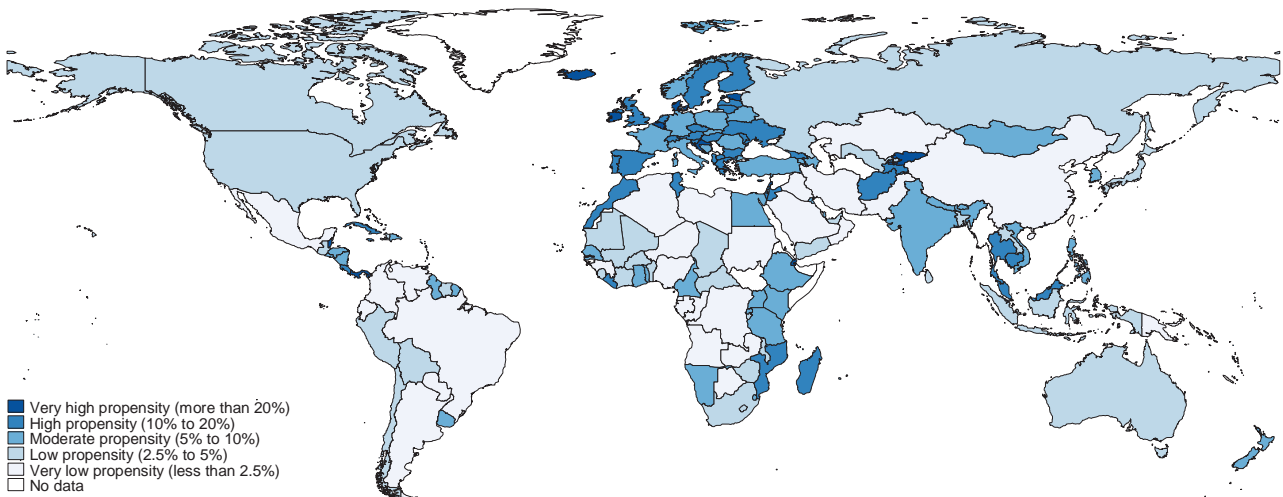 Very high propensity (more than 20%)
High propensity (10% to 20%)
Moderate propensity (5% to 10%)
Low propensity (2.5% to 5%)
Very low propensity (less than 2.5%)
No data